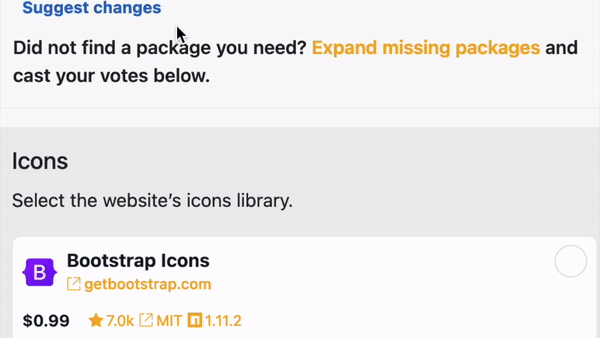 Suggest changes
Did not find a package you need? Expand missing packages and
cast your votes below.
Icons
Select the website’s icons library.
B
Bootstrap Icons
getbootstrap.com
$0.99 7.0k MIT 1.11.2